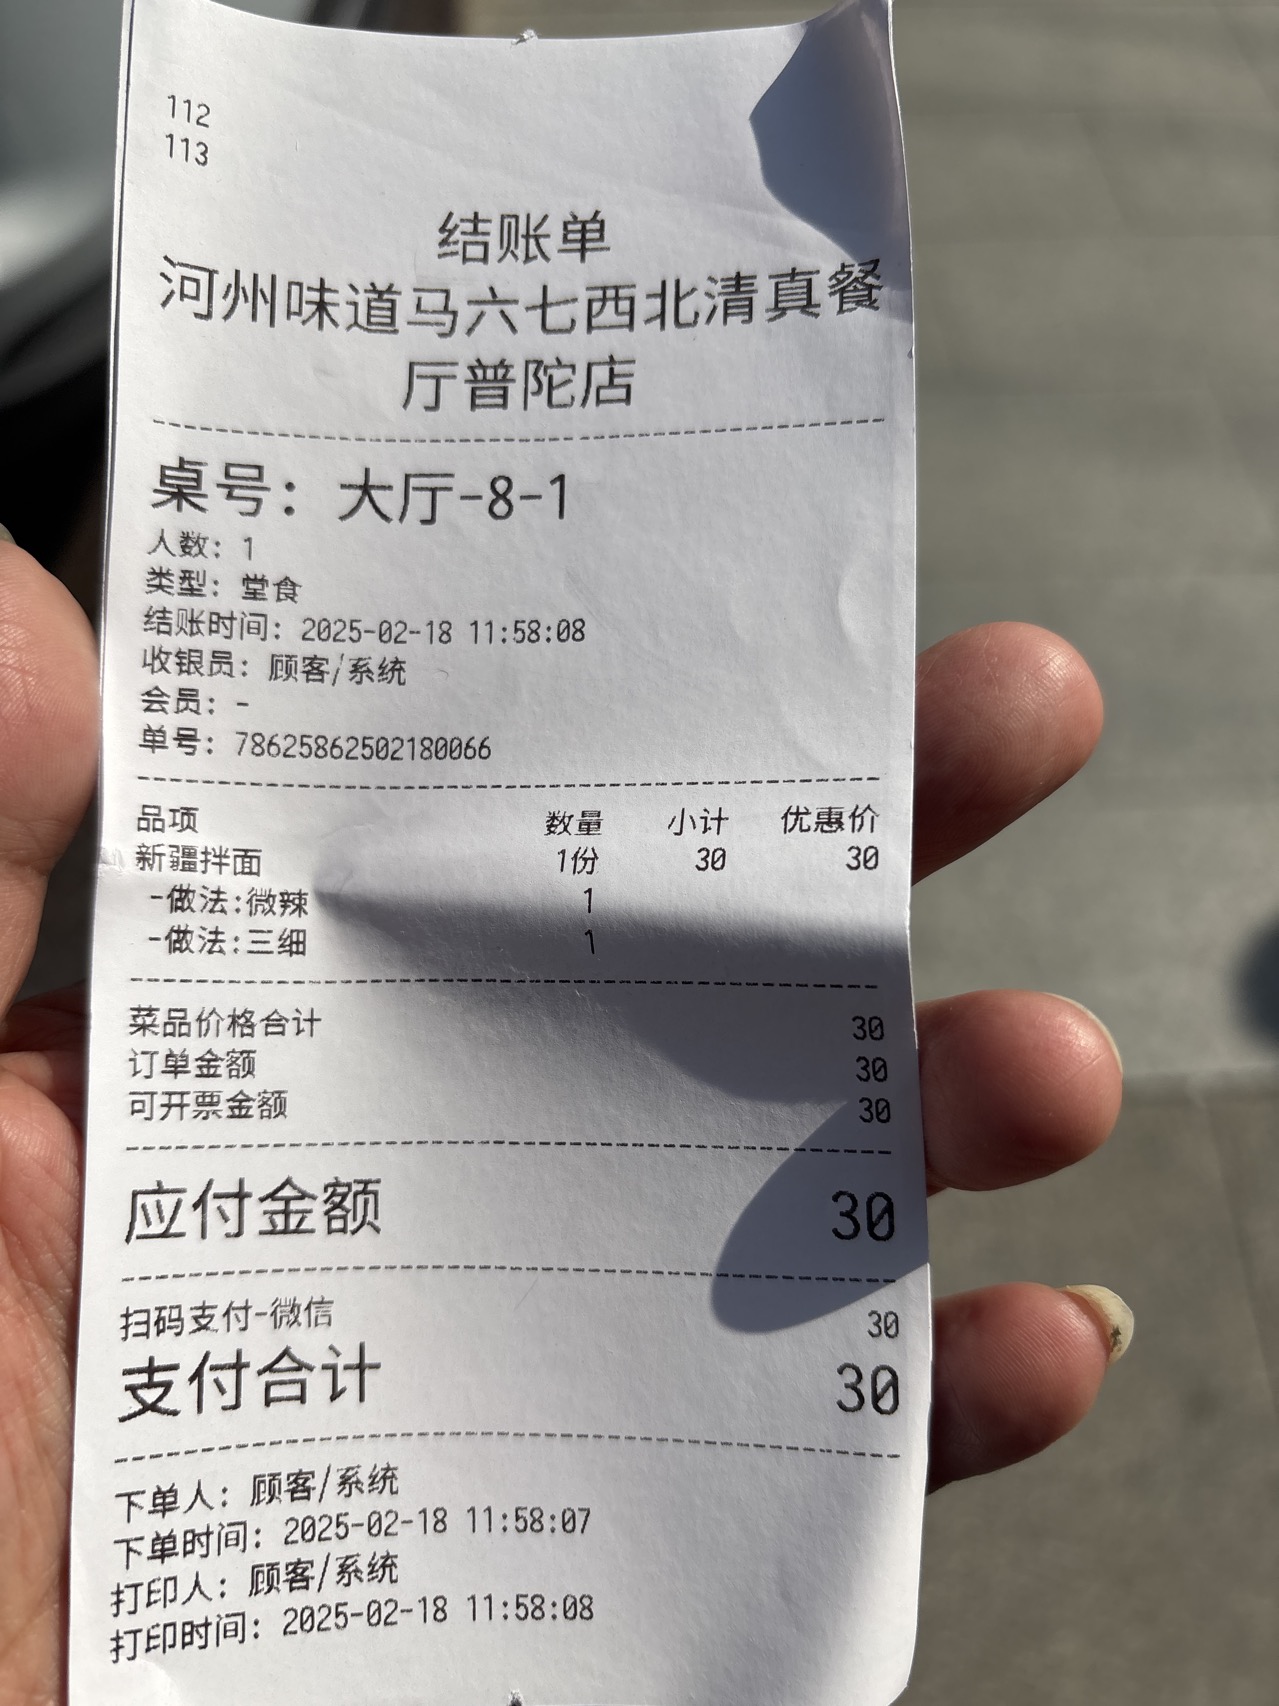 112
113
结账单
河州味道马六七西北清真餐
厅普陀店
桌号：大厅-8-1
人数：1
类型：堂食
结账时间：2025-02-18 11:58:08
收银员：顾客/系统
会员：-
单号：786258625021800​66
品项 数量 小计 优惠价
新疆拌面 1份 30 30
-做法:微辣 1
-做法:三细 1
菜品价格合计 30
订单金额 30
可开票金额 30
应付金额 30
扫码支付-微信 30
支付合计 30
下单人：顾客/系统
下单时间：2025-02-18 11:58:07
打印人：顾客/系统
打印时间：2025-02-18 11:58:08